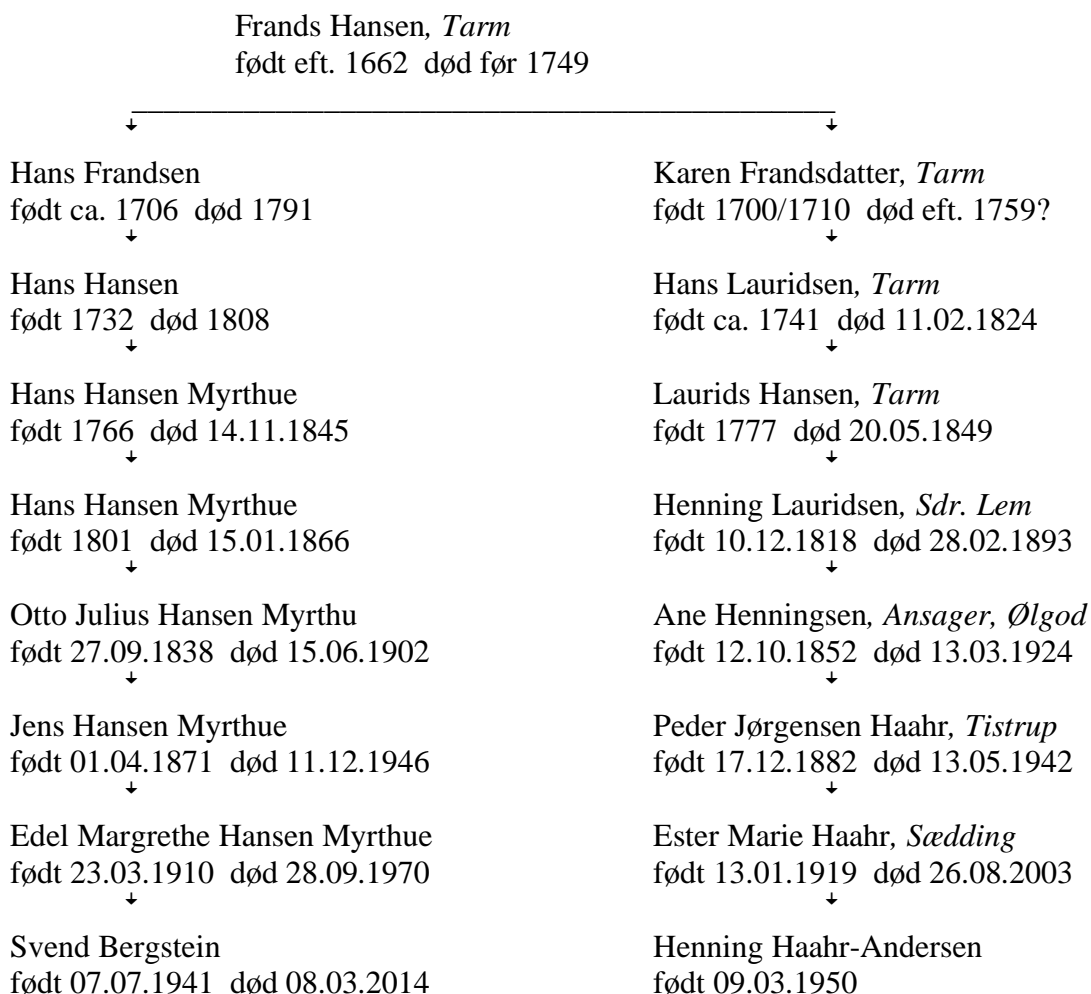 Frands Hansen, Tarm
født eft. 1662 død før 1749
Hans Frandsen
født ca. 1706 død 1791
Karen Frandsdatter, Tarm
født 1700/1710 død eft. 1759?
Hans Hansen
født 1732 død 1808
Hans Lauridsen, Tarm
født ca. 1741 død 11.02.1824
Hans Hansen Myrthue
født 1766 død 14.11.1845
Laurids Hansen, Tarm
født 1777 død 20.05.1849
Hans Hansen Myrthue
født 1801 død 15.01.1866
Henning Lauridsen, Sdr. Lem
født 10.12.1818 død 28.02.1893
Otto Julius Hansen Myrthu
født 27.09.1838 død 15.06.1902
Ane Henningsen, Ansager, Ølgod
født 12.10.1852 død 13.03.1924
Jens Hansen Myrthue
født 01.04.1871 død 11.12.1946
Peder Jørgensen Haahr, Tistrup
født 17.12.1882 død 13.05.1942
Edel Margrethe Hansen Myrthue
født 23.03.1910 død 28.09.1970
Ester Marie Haahr, Sædding
født 13.01.1919 død 26.08.2003
Svend Bergstein
født 07.07.1941 død 08.03.2014
Henning Haahr-Andersen
født 09.03.1950